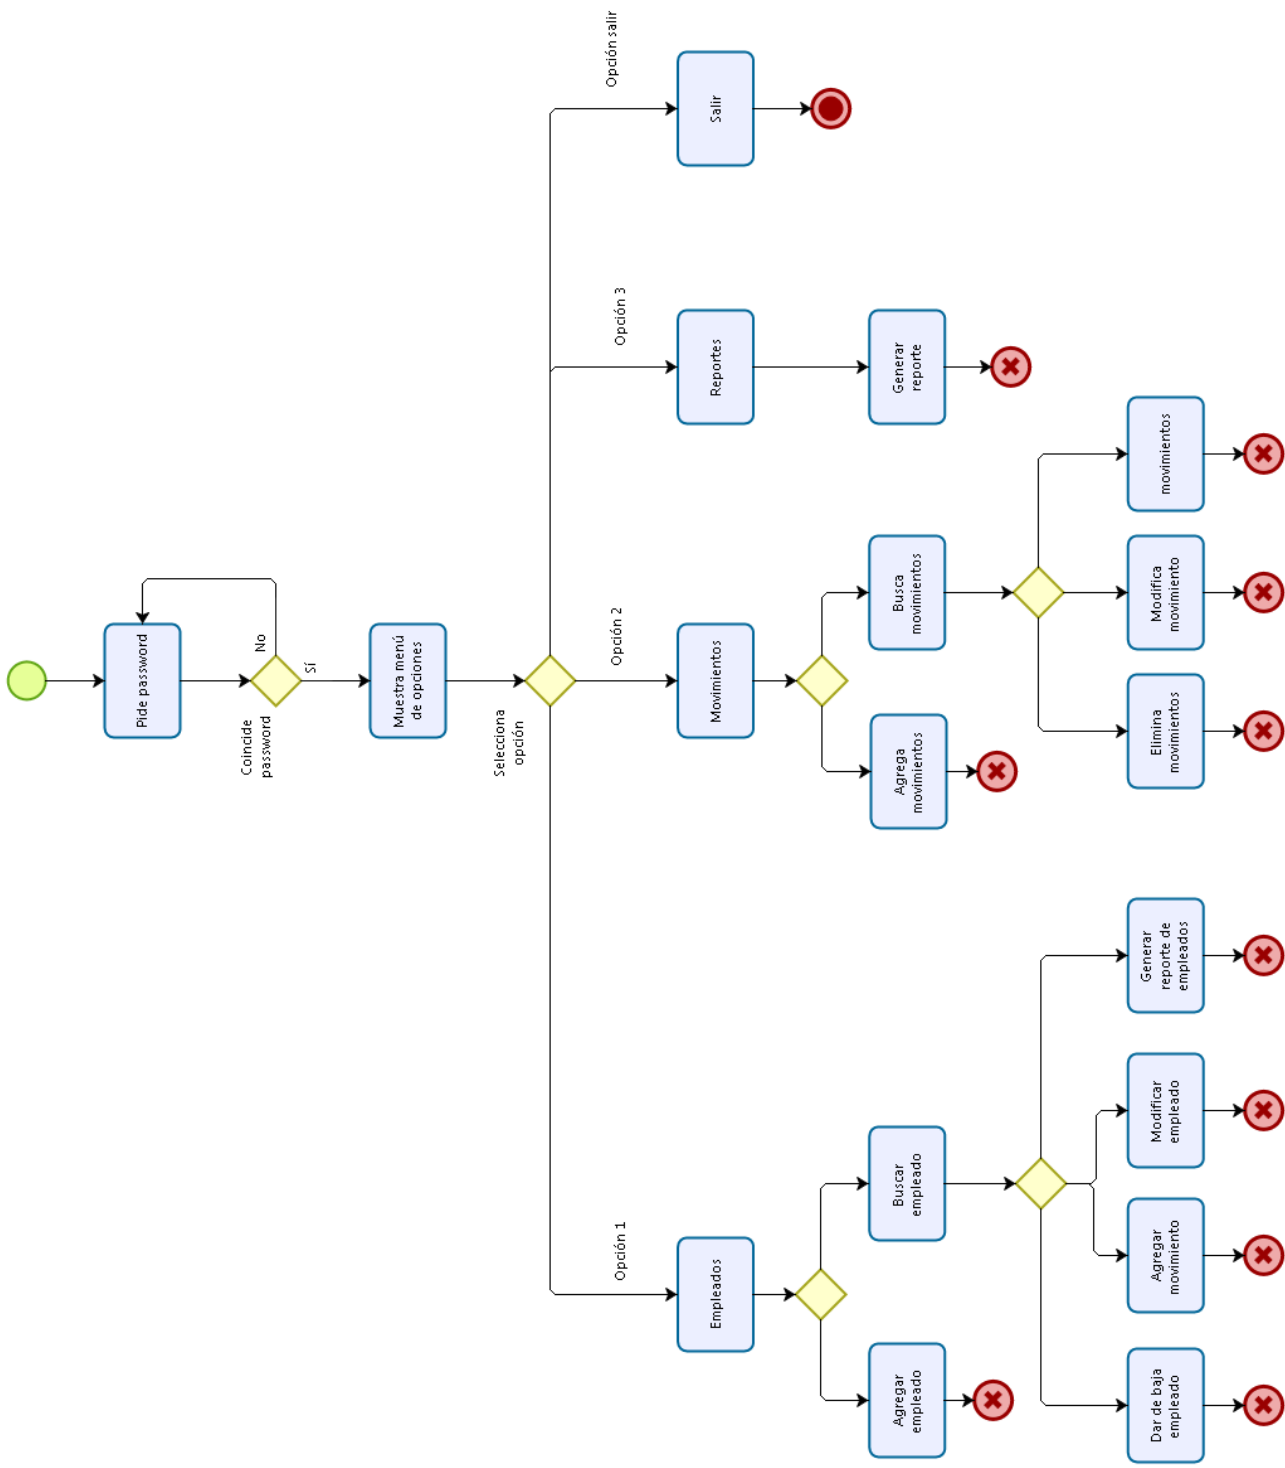 Pide password
Coincide
password
No
Sí
Muestra menú
de opciones
Selecciona
opción
Opción 1
Opción 2
Opción 3
Opción salir
Empleados
Movimientos
Reportes
Salir
Agregar
empleado
Buscar
empleado
Agrega
movimientos
Busca
movimientos
Generar
reporte
Dar de baja
empleado
Agregar
movimiento
Modificar
empleado
Generar
reporte de
empleados
Elimina
movimientos
Modifica
movimiento
movimientos